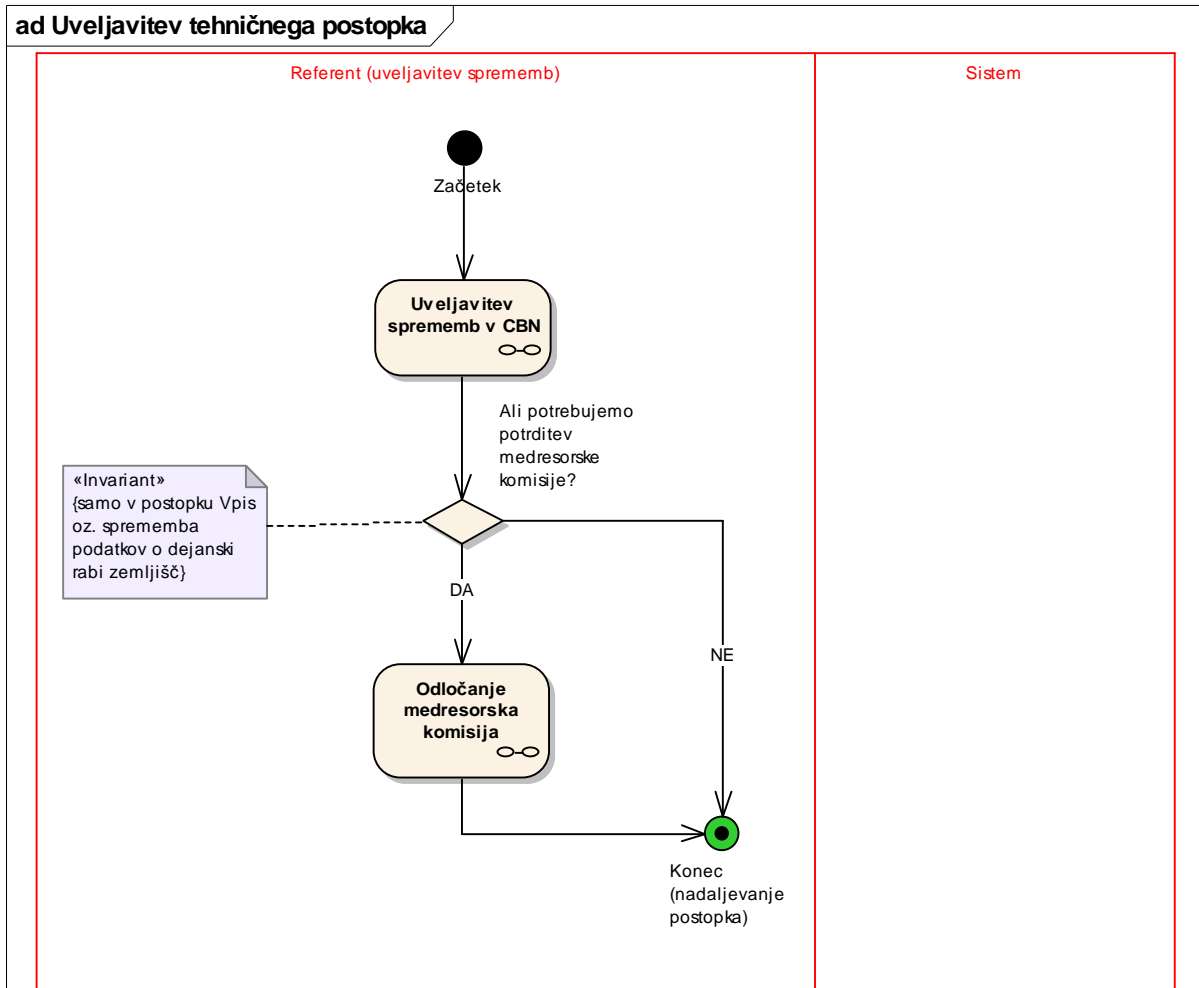 ad Uveljavitev tehničnega postopka
Referent (uveljavitev sprememb)
Sistem
Začetek
Uveljavitev
sprememb v CBN
Ali potrebujemo
potrditev
medresorske
komisije?
«Invariant»
{samo v postopku Vpis
oz. sprememba
podatkov o dejanski
rabi zemljišč}
DA
NE
Odločanje
medresorska
komisija
Konec
(nadaljevanje
postopka)